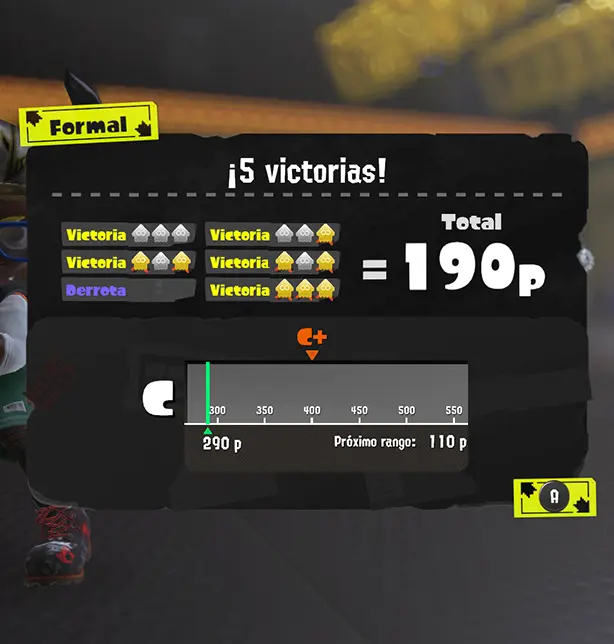 Formal
¡5 victorias!
Victoria Victoria
Victoria Victoria
Derrota Victoria
Total
= 190p
C+
C
300 350 400 450 500 550
290 p Próximo rango: 110 p
A